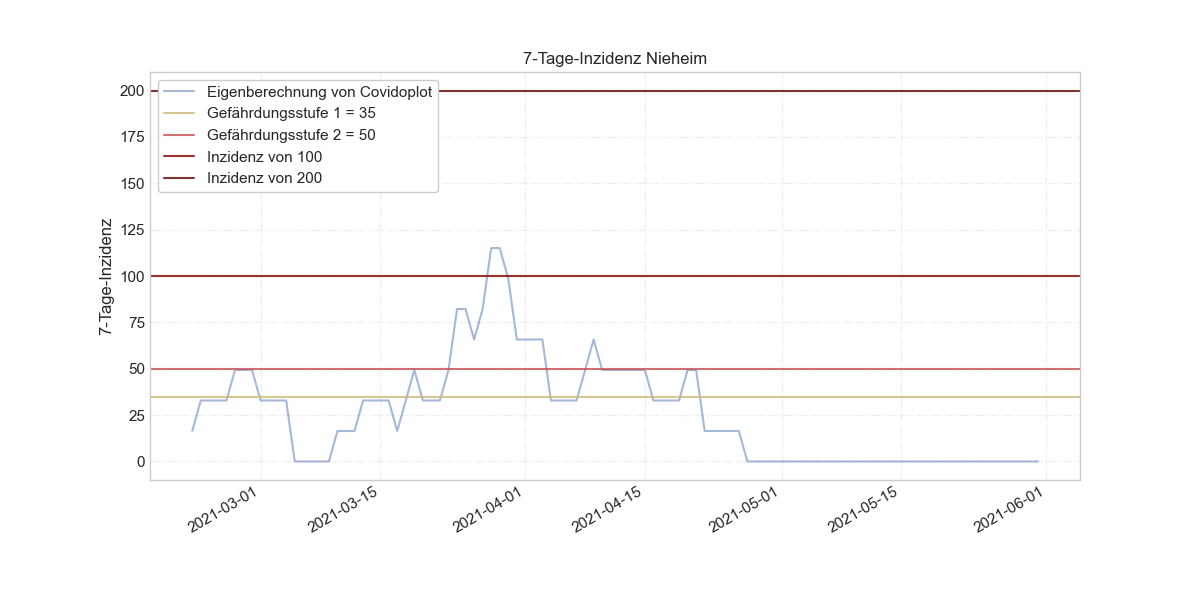 7-Tage-Inzidenz Nieheim
Eigenberechnung von Covidoplot
Gefährdungsstufe 1 = 35
Gefährdungsstufe 2 = 50
Inzidenz von 100
Inzidenz von 200
7-Tage-Inzidenz
200
175
150
125
100
75
50
25
0
2021-03-01
2021-03-15
2021-04-01
2021-04-15
2021-05-01
2021-05-15
2021-06-01